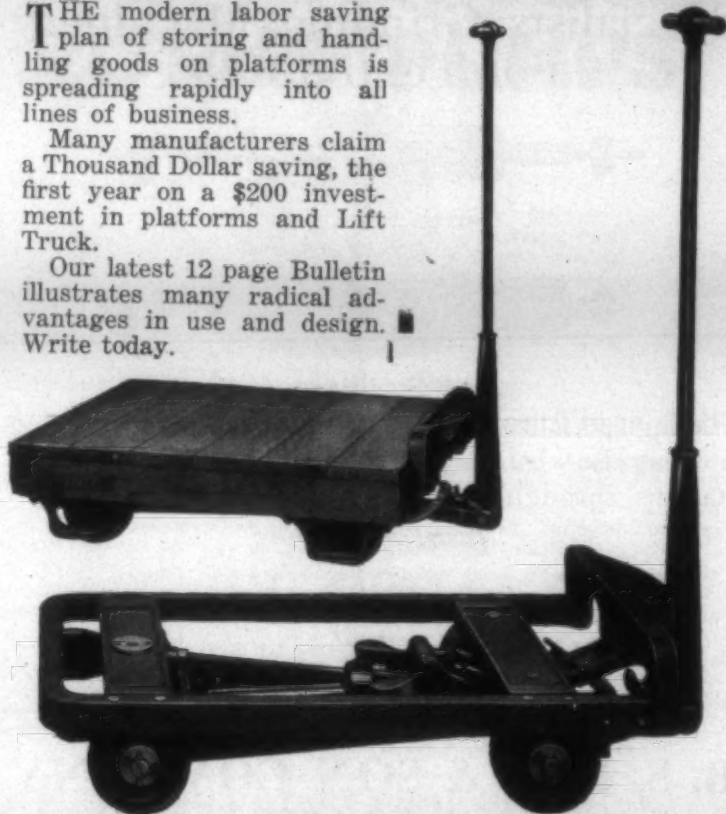 THE modern labor saving
plan of storing and hand-
ling goods on platforms is
spreading rapidly into all
lines of business.
Many manufacturers claim
a Thousand Dollar saving, the
first year on a $200 invest-
ment in platforms and Lift
Truck.
Our latest 12 page Bulletin
illustrates many radical ad-
vantages in use and design.
Write today.